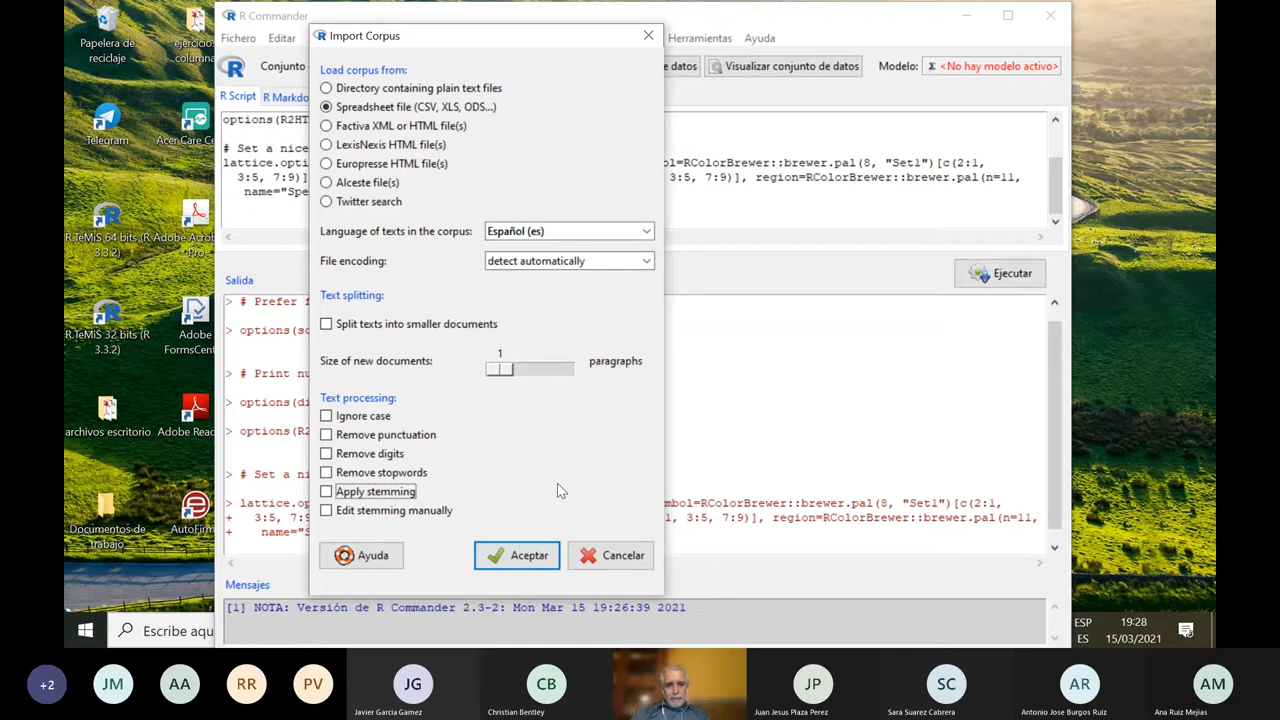 Papelera de
reciclaje
ejercicios
columna
Telegram
Acer Care Ce
R.TeMiS 64 bits (R
3.3.2)
Adobe Acrob
Pro
R.TeMiS 32 bits (R
3.3.2)
Adobe
FormsCent
archivos escritorio
Adobe Read
Documentos de
trabajo
AutoFirm
Escribe aqu
R Commander
Fichero
Editar
Herramientas
Ayuda
Conjunto
e datos
Visualizar conjunto de datos
Modelo:
Σ <No hay modelo activo>
R Script
R Markdo
options(R2HT
# Set a nice
lattice.opti
mbol=RColorBrewer::brewer.pal(8, "Set1")[c(2:1,
3:5, 7:9)]
3:5, 7:9)], region=RColorBrewer::brewer.pal(n=11,
name="Spe
Ejecutar
Salida
> # Prefer f
> options(sc
> # Print nu
> options(di
> options(R2
> # Set a ni
> lattice.op
mbol=RColorBrewer::brewer.pal(8, "Set1")[c(2:1,
+ 3:5, 7:9
1, 3:5, 7:9)], region=RColorBrewer::brewer.pal(n=11,
+ name="S
Mensajes
[1] NOTA: Versión de R Commander 2.3-2: Mon Mar 15 19:26:39 2021
Import Corpus
Load corpus from:
Directory containing plain text files
Spreadsheet file (CSV, XLS, ODS...)
Factiva XML or HTML file(s)
LexisNexis HTML file(s)
Europresse HTML file(s)
Alceste file(s)
Twitter search
Language of texts in the corpus:
Español (es)
File encoding:
detect automatically
Text splitting:
Split texts into smaller documents
1
Size of new documents:
paragraphs
Text processing:
Ignore case
Remove punctuation
Remove digits
Remove stopwords
Apply stemming
Edit stemming manually
Ayuda
Aceptar
Cancelar
ESP
ES
19:28
15/03/2021
+2
JM
AA
RR
PV
JG
Javier Garcia Gamez
CB
Christian Bentley
JP
Juan Jesus Plaza Perez
SC
Sara Suarez Cabrera
AR
Antonio Jose Burgos Ruiz
AM
Ana Ruiz Mejias